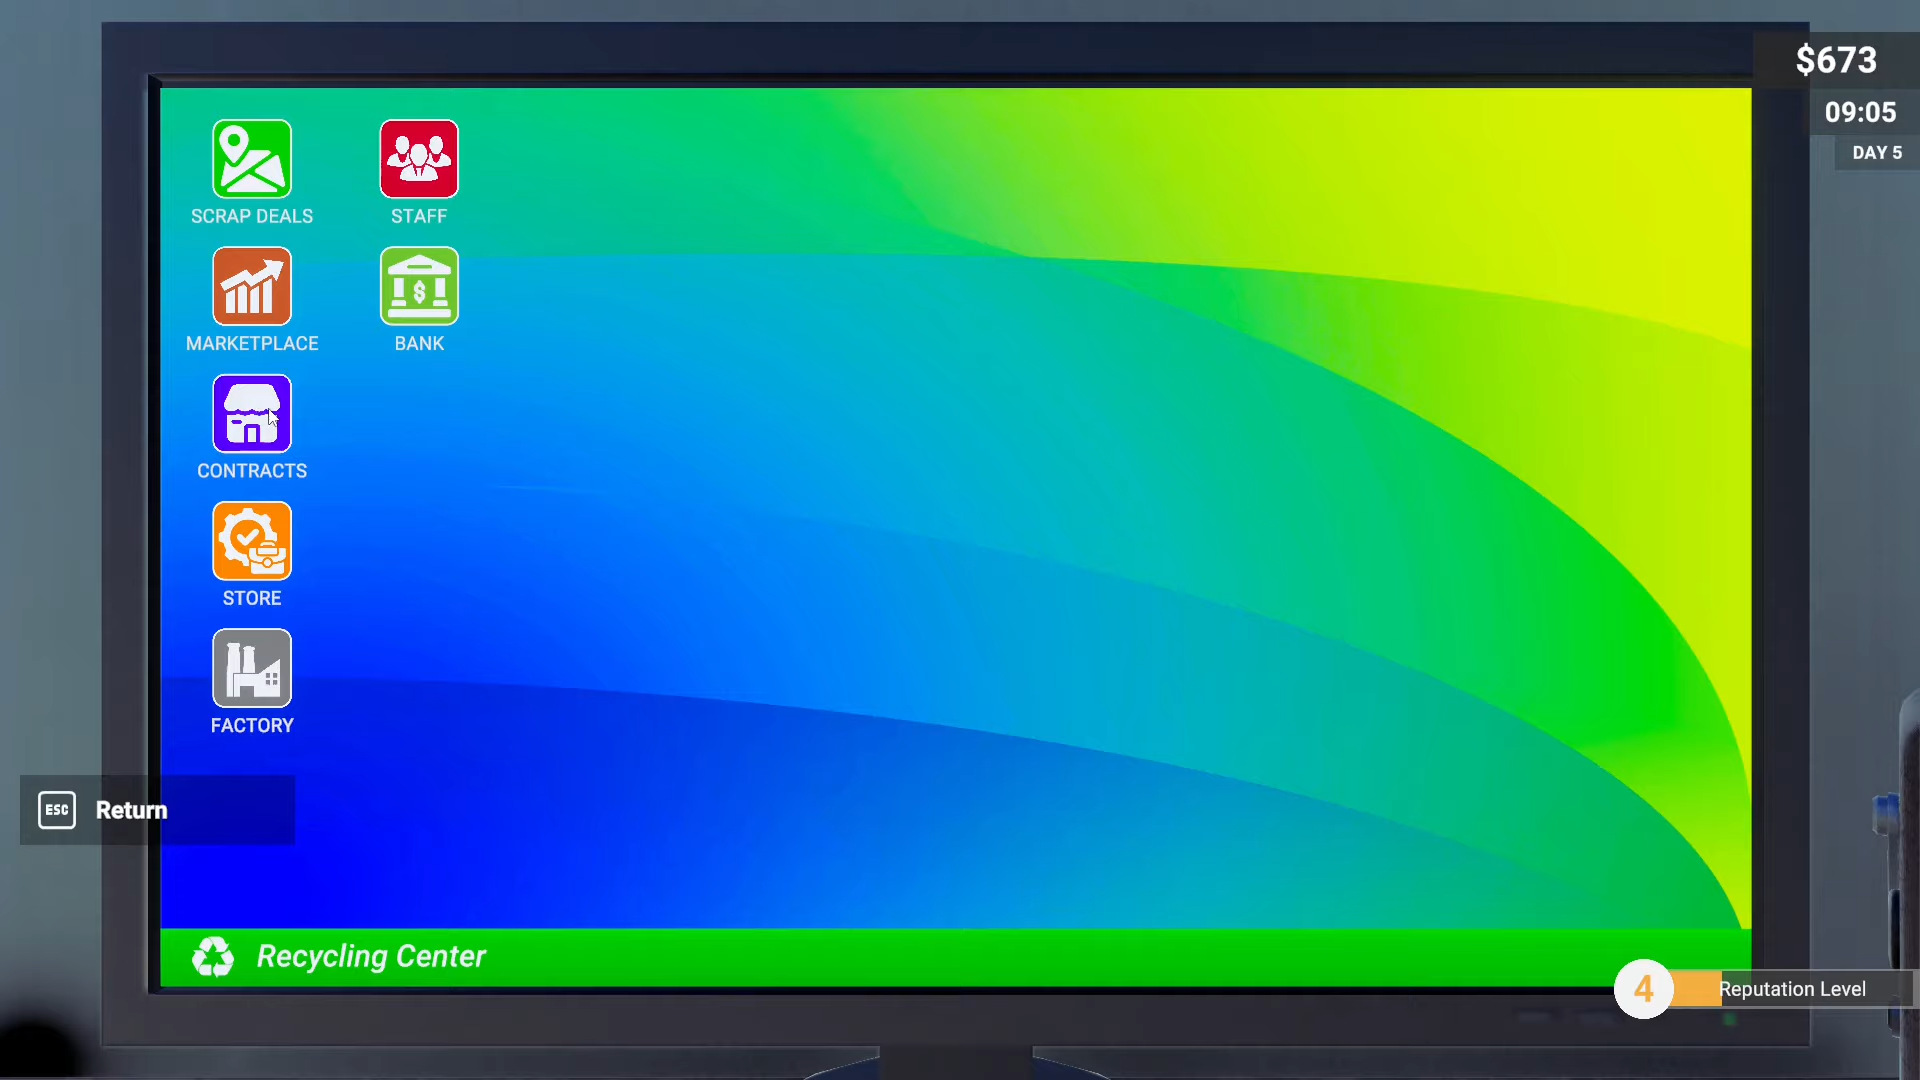 $673
09:05
DAY 5
SCRAP DEALS
STAFF
MARKETPLACE
BANK
CONTRACTS
STORE
FACTORY
ESC Return
Recycling Center
4 Reputation Level